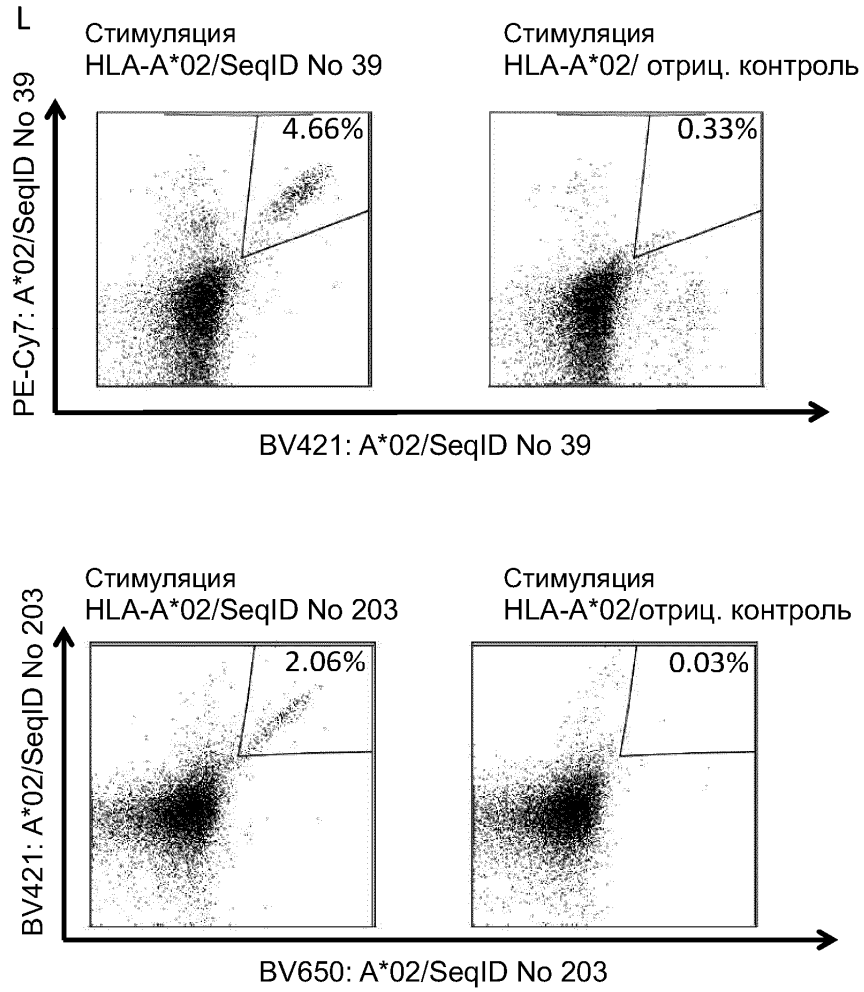 L
Стимуляция
HLA-A*02/SeqID No 39
Стимуляция
HLA-A*02/ отриц. контроль
4.66%
0.33%
PE-Cy7: A*02/SeqID No 39
BV421: A*02/SeqID No 39
Стимуляция
HLA-A*02/SeqID No 203
Стимуляция
HLA-A*02/отриц. контроль
2.06%
0.03%
BV421: A*02/SeqID No 203
BV650: A*02/SeqID No 203